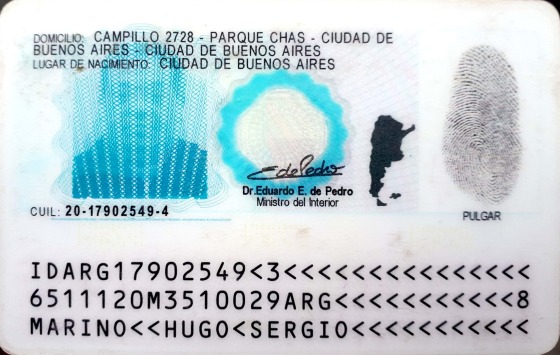 DOMICILIO: CAMPILLO 2728 - PARQUE CHAS - CIUDAD DE
BUENOS AIRES - CIUDAD DE BUENOS AIRES
LUGAR DE NACIMIENTO: CIUDAD DE BUENOS AIRES
EdePedro
Dr.Eduardo E. de Pedro
Ministro del Interior
CUIL: 20-17902549-4
PULGAR
IDARG17902549<3<<<<<<<<<<<<<<<
6511120M3510029ARG<<<<<<<<<<<8
MARINO<<HUGO<SERGIO<<<<<<<<<<<